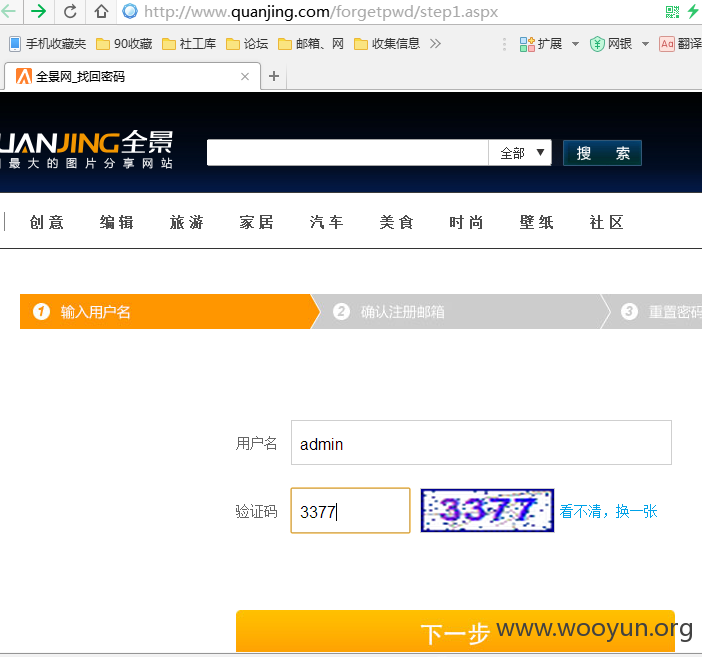 http://www.quanjing.com/forgetpwd/step1.aspx
手机收藏夹 90收藏 社工库 论坛 邮箱、网 收集信息 扩展 网银 Aa 翻译
全景网_找回密码
UANJING全景
最大的图片分享网站
全部
搜 索
创意 编辑 旅游 家居 汽车 美食 时尚 壁纸 社区
1 输入用户名 2 确认注册邮箱 3 重置密码
用户名 admin
验证码 3377 3377 看不清，换一张
下一步
www.wooyun.org